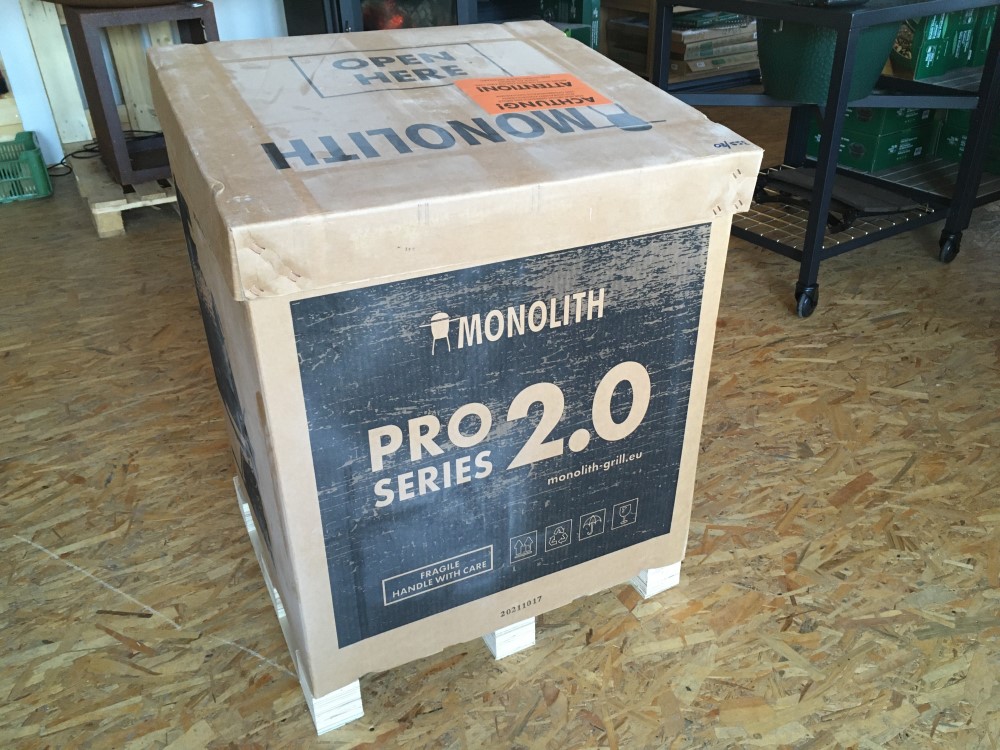 OPEN
HERE
ACHTUNG!
ATTENTION!
MONOLITH
MONOLITH
PRO
SERIES
2.0
monolith-grill.eu
FRAGILE
HANDLE WITH CARE
20211017